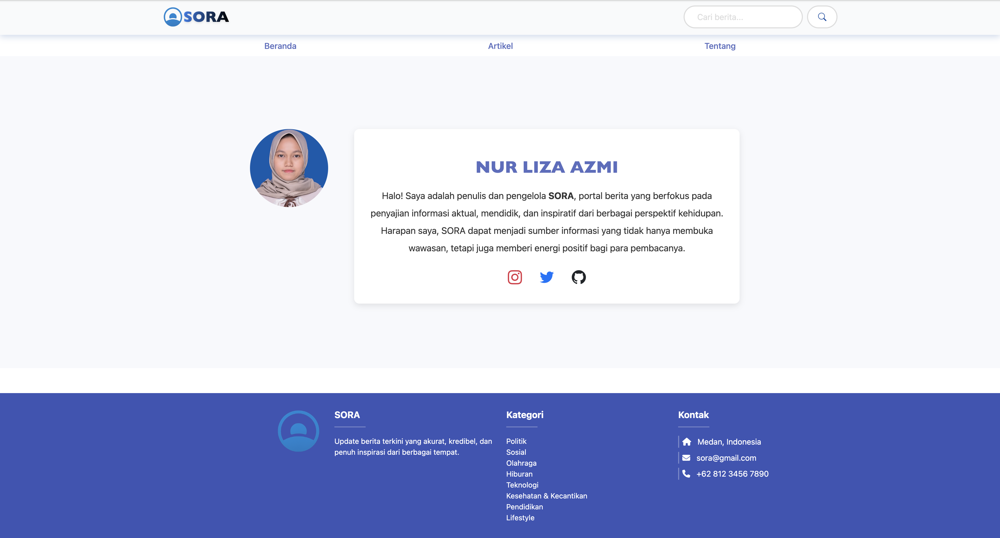 SORA
Cari berita...
Beranda
Artikel
Tentang
NUR LIZA AZMI
Halo! Saya adalah penulis dan pengelola SORA, portal berita yang berfokus pada
penyajian informasi aktual, mendidik, dan inspiratif dari berbagai perspektif kehidupan.
Harapan saya, SORA dapat menjadi sumber informasi yang tidak hanya membuka
wawasan, tetapi juga memberi energi positif bagi para pembacanya.
SORA
Update berita terkini yang akurat, kredibel, dan
penuh inspirasi dari berbagai tempat.
Kategori
Politik
Sosial
Olahraga
Hiburan
Teknologi
Kesehatan & Kecantikan
Pendidikan
Lifestyle
Kontak
Medan, Indonesia
sora@gmail.com
+62 812 3456 7890